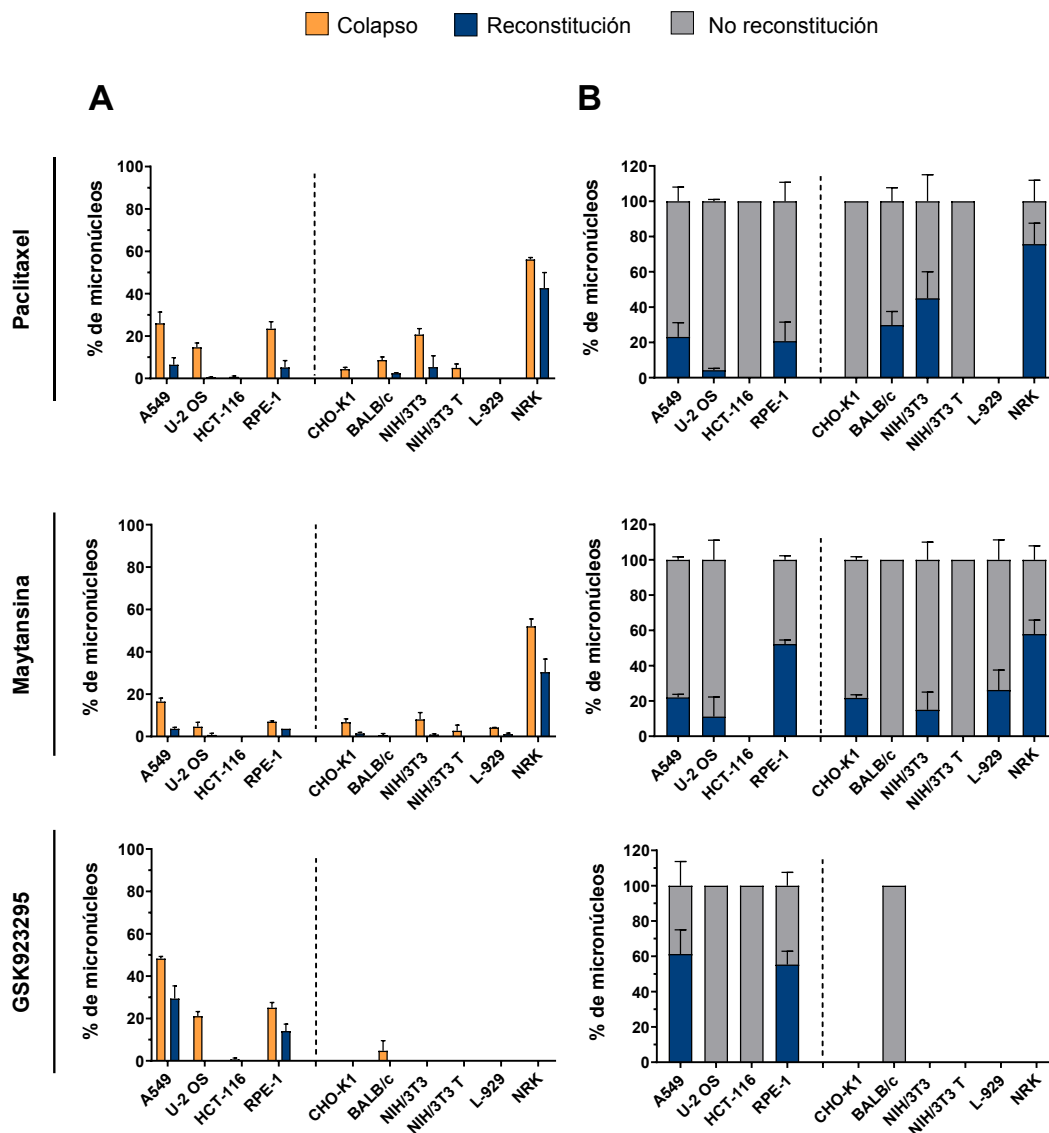 Colapso Reconstitución No reconstitución
A B
Paclitaxel
% de micronúcleos
100
80
60
40
20
0
A549 U-2 OS HCT-116 RPE-1 CHO-K1 BALB/c NIH/3T3 NIH/3T3 T L-929 NRK
% de micronúcleos
120
100
80
60
40
20
0
A549 U-2 OS HCT-116 RPE-1 CHO-K1 BALB/c NIH/3T3 NIH/3T3 T L-929 NRK
Maytansina
% de micronúcleos
100
80
60
40
20
0
A549 U-2 OS HCT-116 RPE-1 CHO-K1 BALB/c NIH/3T3 NIH/3T3 T L-929 NRK
% de micronúcleos
120
100
80
60
40
20
0
A549 U-2 OS HCT-116 RPE-1 CHO-K1 BALB/c NIH/3T3 NIH/3T3 T L-929 NRK
GSK923295
% de micronúcleos
100
80
60
40
20
0
A549 U-2 OS HCT-116 RPE-1 CHO-K1 BALB/c NIH/3T3 NIH/3T3 T L-929 NRK
% de micronúcleos
120
100
80
60
40
20
0
A549 U-2 OS HCT-116 RPE-1 CHO-K1 BALB/c NIH/3T3 NIH/3T3 T L-929 NRK